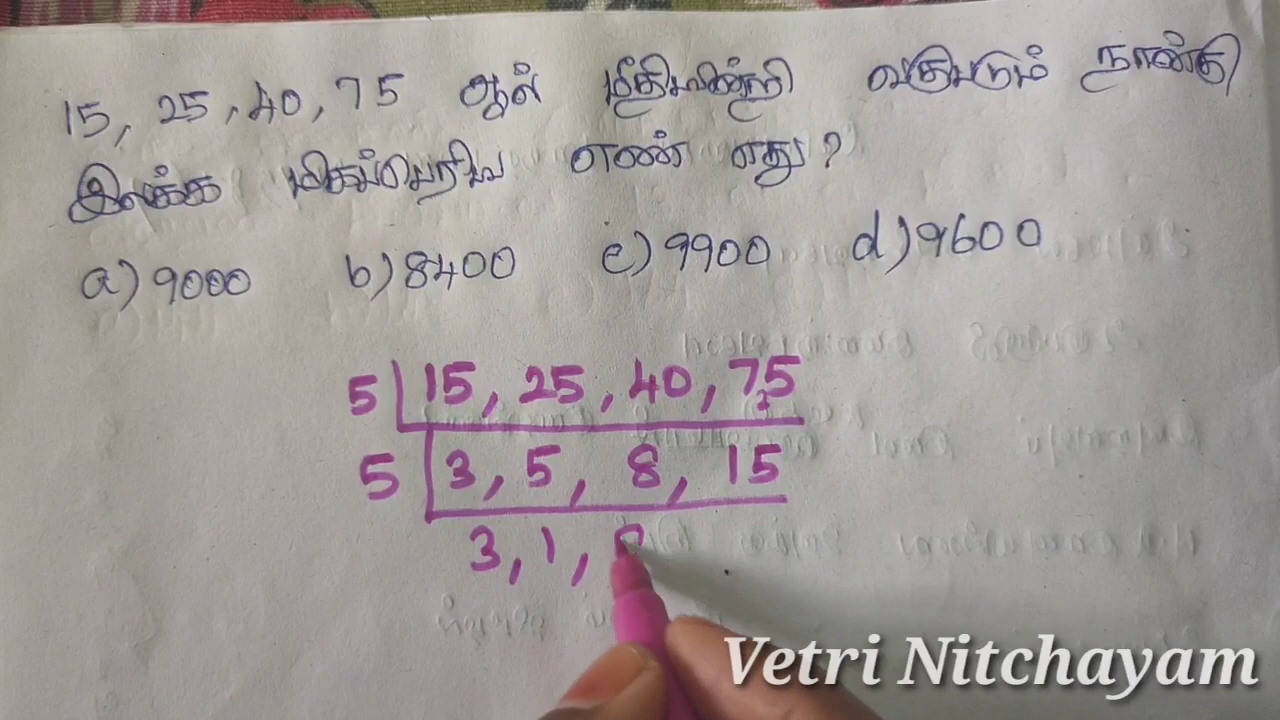 15, 25, 40, 75 ஆல் மீதியின்றி வகுபடும் நான்கு
இலக்க மிகப்பெரிய எண் எது?
a) 9000 b) 8400 c) 9900 d) 9600
5 15, 25, 40, 75
5 3, 5, 8, 15
3, 1, 8
Vetri Nitchayam